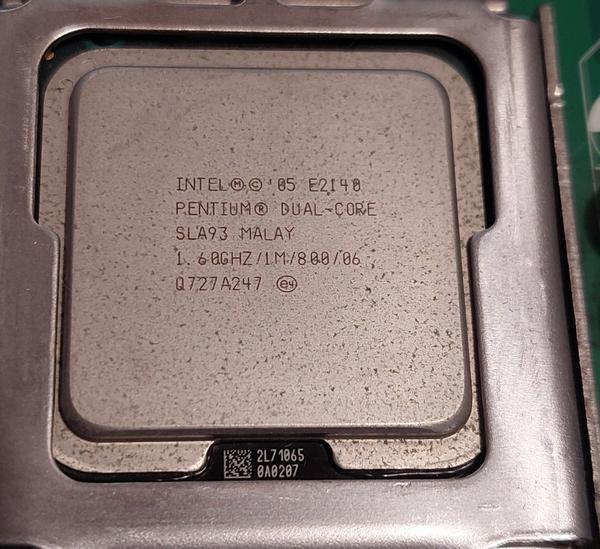 INTEL Ⓜ © '05 E2140
PENTIUM® DUAL-CORE
SLA93 MALAY
1.60GHZ/1M/800/06
Q727A247 e4
2L71065
0A0207